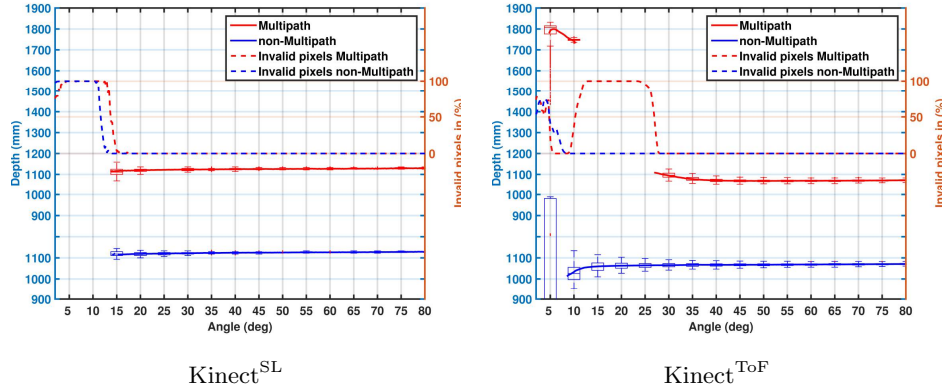 1900
1800
1700
1600
1500
1400
1300
1200
1100
1000
900
1100
1000
900
Depth (mm)
Multipath
non-Multipath
Invalid pixels Multipath
Invalid pixels non-Multipath
100
50
0
Invalid pixels in (%)
5 10 15 20 25 30 35 40 45 50 55 60 65 70 75 80
Angle (deg)
Kinect^SL
1900
1800
1700
1600
1500
1400
1300
1200
1100
1000
900
1100
1000
900
Depth (mm)
Multipath
non-Multipath
Invalid pixels Multipath
Invalid pixels non-Multipath
100
50
0
Invalid pixels in (%)
5 10 15 20 25 30 35 40 45 50 55 60 65 70 75 80
Angle (deg)
Kinect^ToF